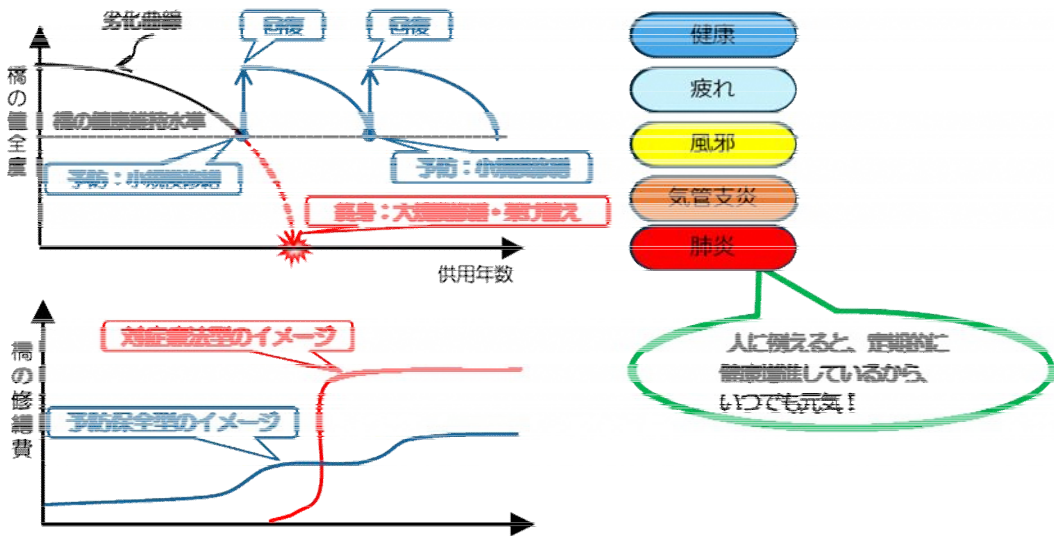 劣化曲線
回復
回復
橋の健全度
橋の健康維持水準
予防：小規模修繕
予防：小規模修繕
大規模修繕・架け替え
供用年数
健康
疲れ
風邪
気管支炎
肺炎
人に例えると、定期的に
健康増進しているから、
いつでも元気！
橋の修繕費
対症療法型のイメージ
予防保全型のイメージ